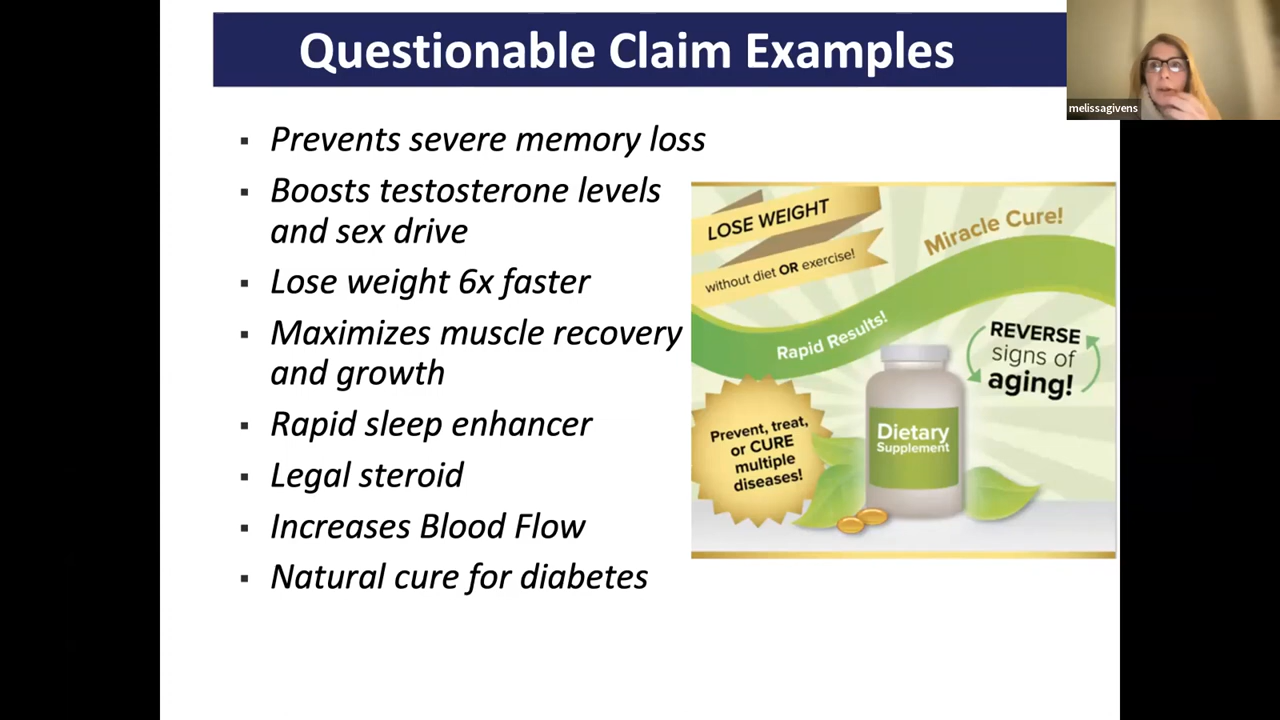 Questionable Claim Examples
melissagivens
▪ Prevents severe memory loss
▪ Boosts testosterone levels
and sex drive
▪ Lose weight 6x faster
▪ Maximizes muscle recovery
and growth
▪ Rapid sleep enhancer
▪ Legal steroid
▪ Increases Blood Flow
▪ Natural cure for diabetes
LOSE WEIGHT
without diet OR exercise!
Miracle Cure!
Rapid Results!
REVERSE
signs of
aging!
Prevent, treat,
or CURE
multiple
diseases!
Dietary
Supplement